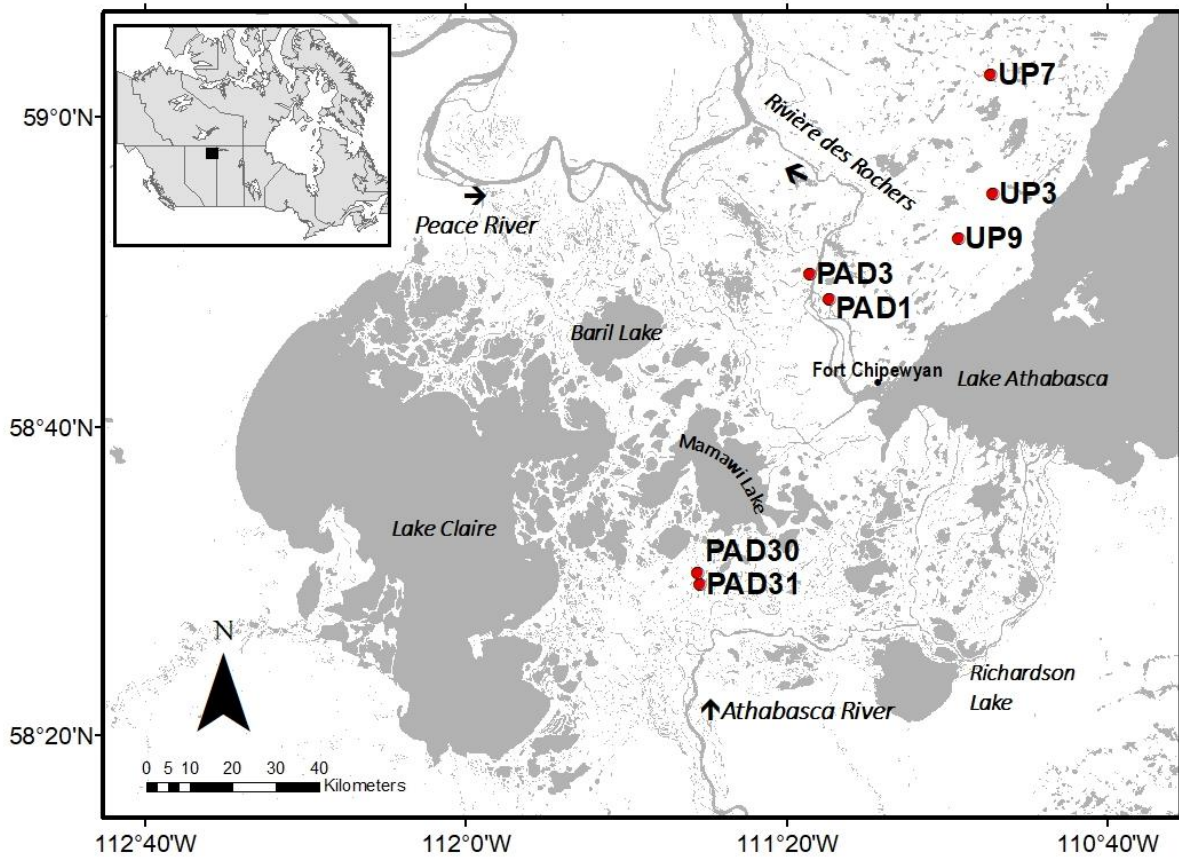 UP7
59°0'N
Rivière des Rochers
UP3
Peace River
UP9
PAD3
PAD1
Baril Lake
Fort Chipewyan
Lake Athabasca
58°40'N
Mamawi Lake
Lake Claire
PAD30
PAD31
N
Richardson
Lake
Athabasca River
58°20'N
0 5 10 20 30 40
Kilometers
112°40'W 112°0'W 111°20'W 110°40'W